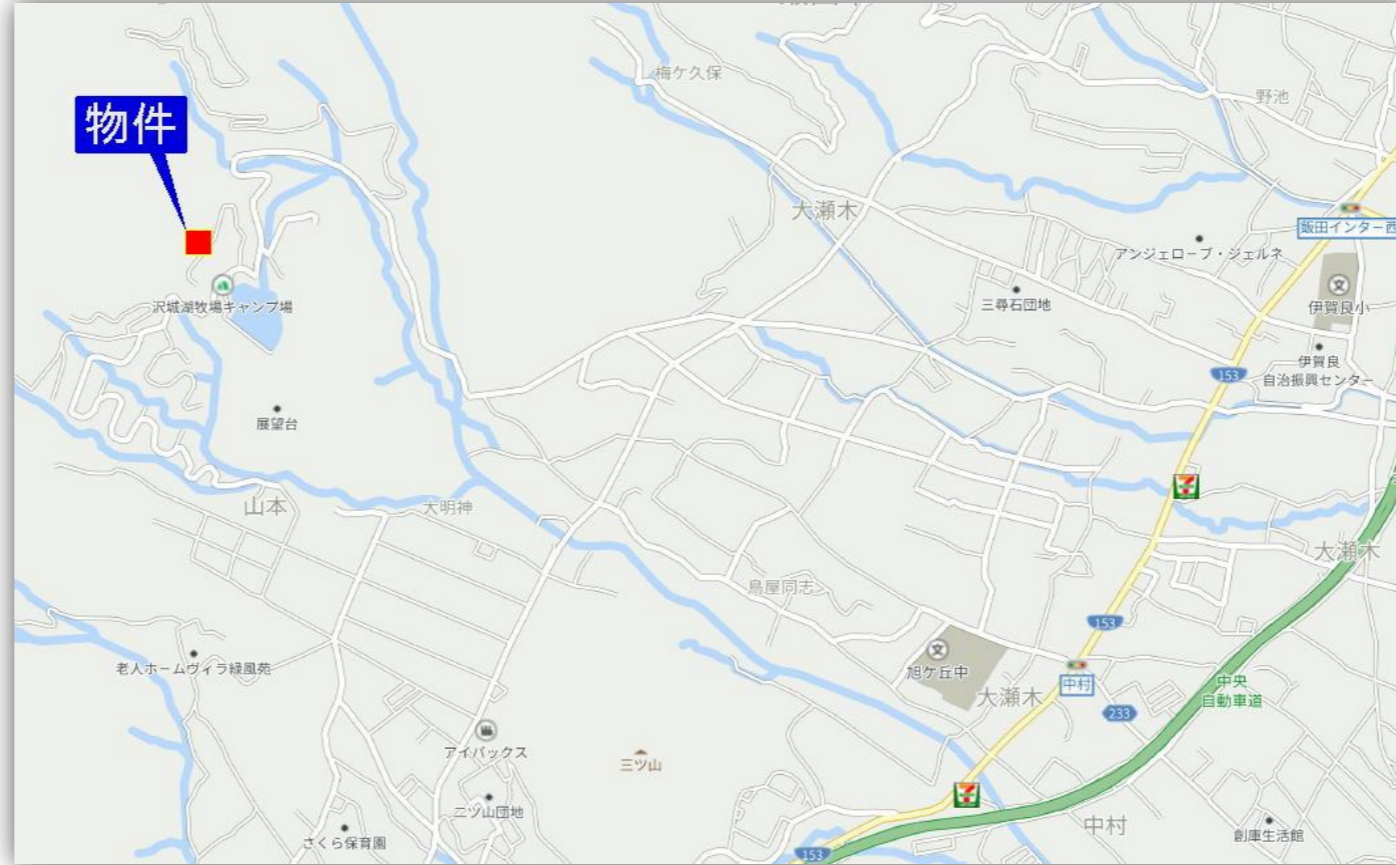 梅ケ久保
野池
物件
大瀬木
飯田インター西
アンジェローブ・ジェルネ
三尋石団地
伊賀良小
沢城湖牧場キャンプ場
伊賀良
自治振興センター
153
展望台
山本
大明神
大瀬木
鳥屋同志
153
老人ホームヴィラ緑風苑
旭ケ丘中
中村
大瀬木
中央
自動車道
233
アイパックス
三ツ山
二ツ山団地
さくら保育園
中村
創庫生活館
153